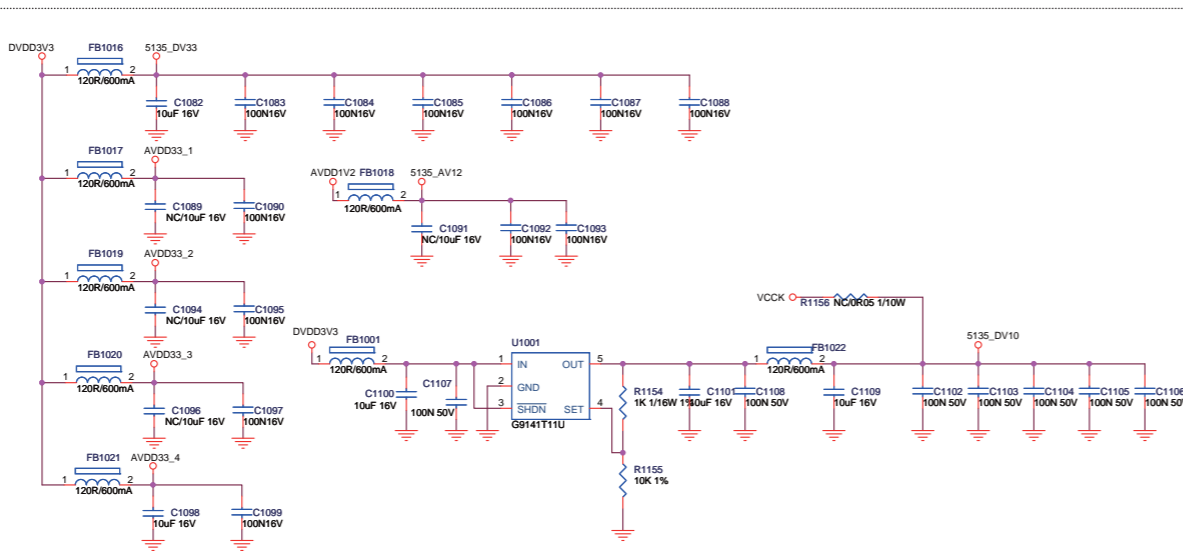 DVDD3V3 FB1016 5135_DV33
1 2
120R/600mA
C1082 C1083 C1084 C1085 C1086 C1087 C1088
10uF 16V 100N16V 100N16V 100N16V 100N16V 100N16V 100N16V
FB1017 AVDD33_1
1 2
120R/600mA
C1089 C1090
NC/10uF 16V 100N16V
AVDD1V2 FB1018 5135_AV12
1 2
120R/600mA
C1091 C1092 C1093
NC/10uF 16V 100N16V 100N16V
FB1019 AVDD33_2
1 2
120R/600mA
C1094 C1095
NC/10uF 16V 100N16V
VCCK R1156 NC/0R05 1/10W
FB1020 AVDD33_3
1 2
120R/600mA
C1096 C1097
NC/10uF 16V 100N16V
DVDD3V3 FB1001
1 2
120R/600mA
C1100 C1107
10uF 16V 100N 50V
U1001
1 IN OUT 5
2 GND
3 SHDN SET 4
G9141T11U
R1154
1K 1/16W 1%
R1155
10K 1%
C1101 C1108
10uF 16V 100N 50V
FB1022
1 2
120R/600mA
5135_DV10
C1109 C1102 C1103 C1104 C1105 C1106
10uF 16V 100N 50V 100N 50V 100N 50V 100N 50V 100N 50V
FB1021 AVDD33_4
1 2
120R/600mA
C1098 C1099
10uF 16V 100N16V